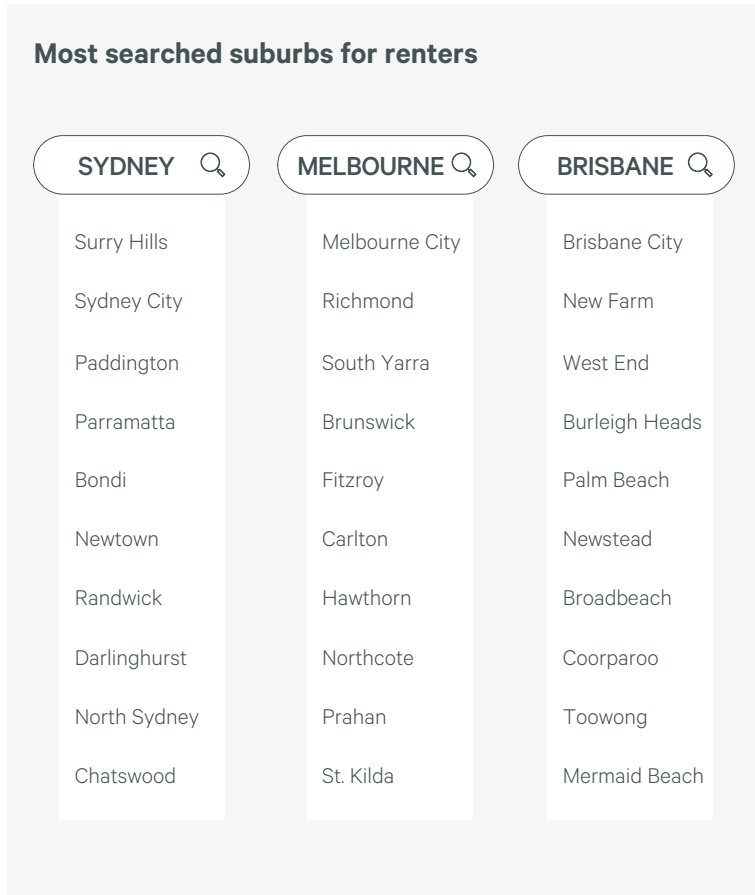 Most searched suburbs for renters
SYDNEY
Surry Hills
Sydney City
Paddington
Parramatta
Bondi
Newtown
Randwick
Darlinghurst
North Sydney
Chatswood
MELBOURNE
Melbourne City
Richmond
South Yarra
Brunswick
Fitzroy
Carlton
Hawthorn
Northcote
Prahan
St. Kilda
BRISBANE
Brisbane City
New Farm
West End
Burleigh Heads
Palm Beach
Newstead
Broadbeach
Coorparoo
Toowong
Mermaid Beach